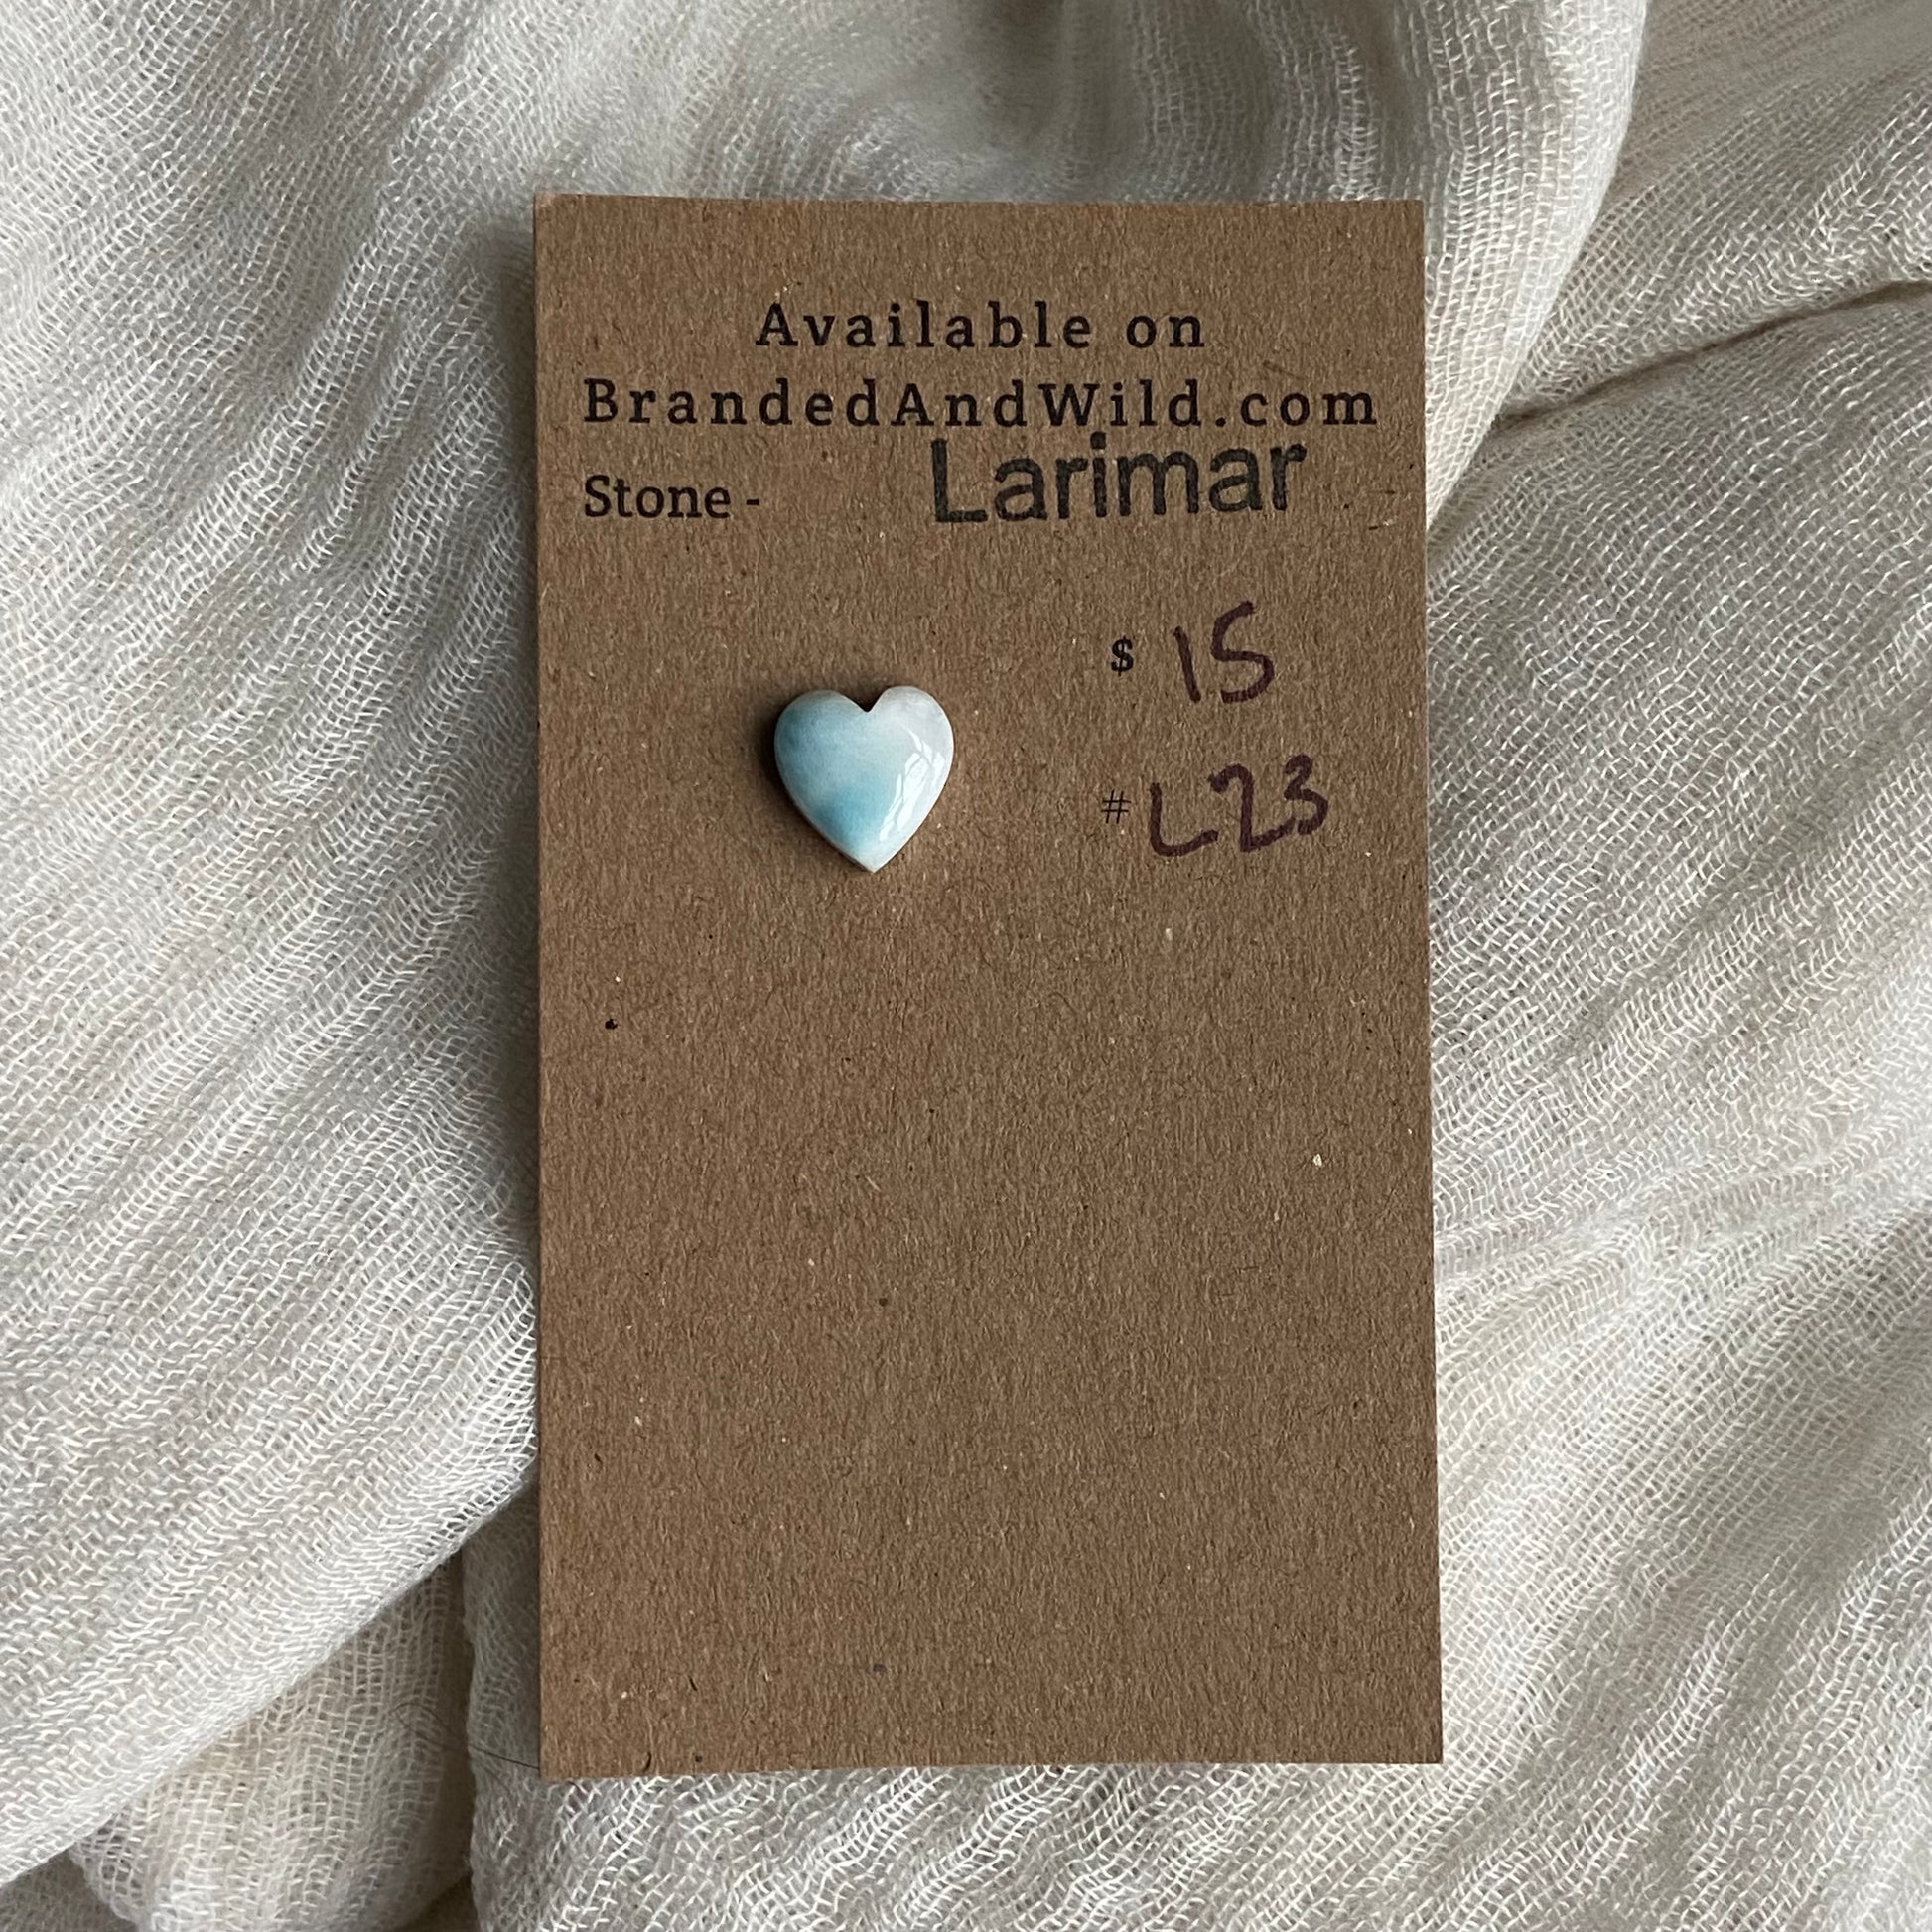 Available on
BrandedAndWild.com
Stone - Larimar
$ 15
# L23